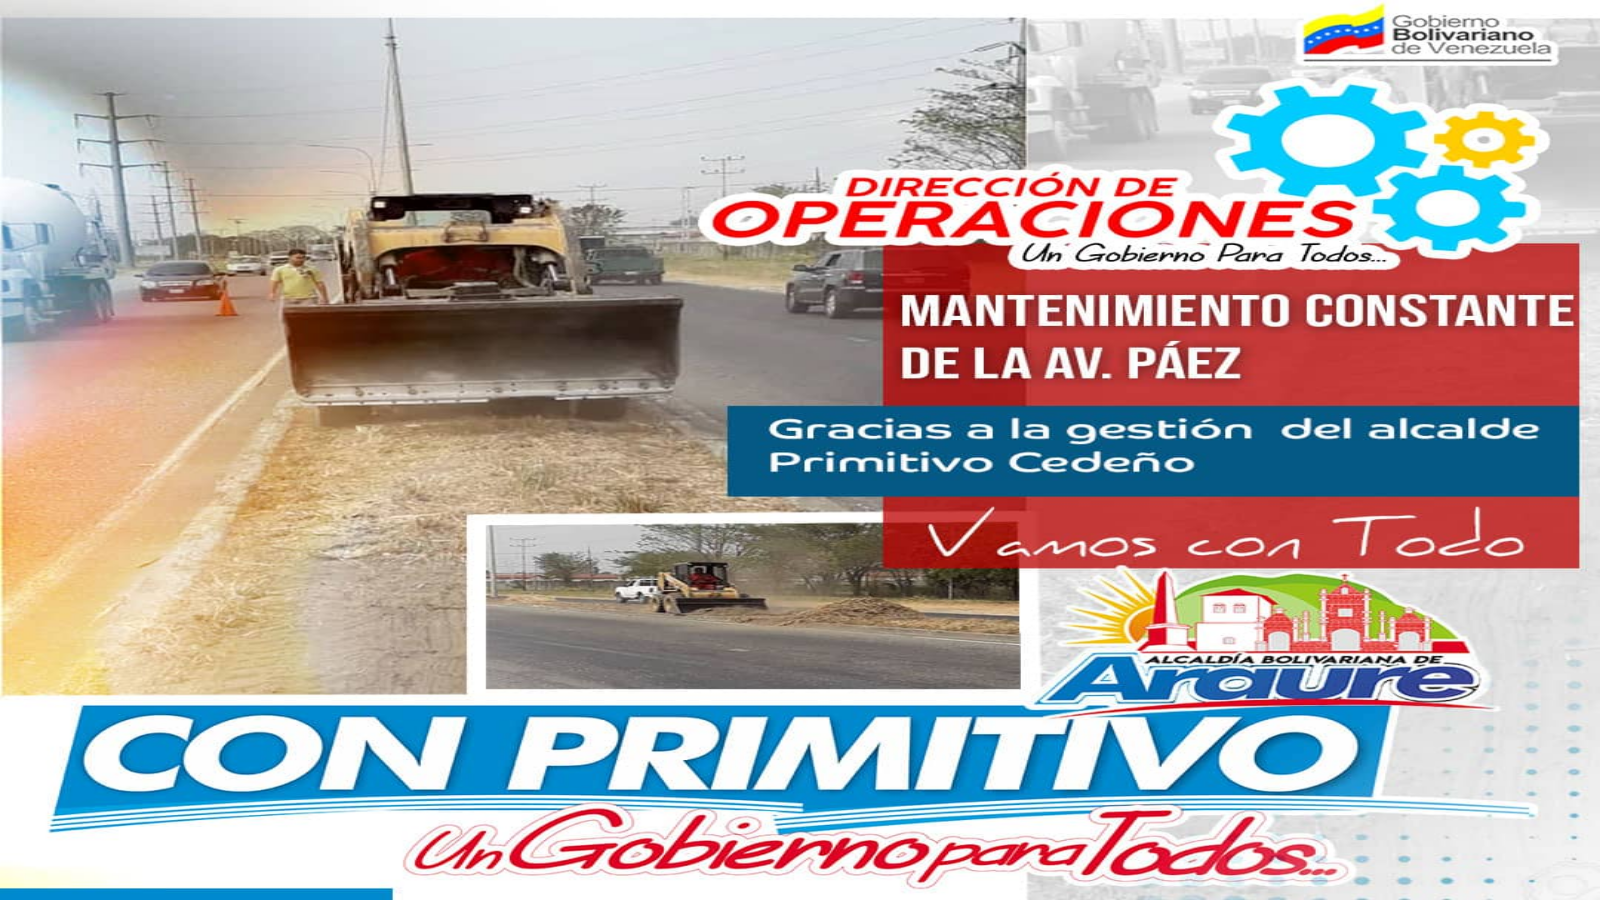 Gobierno
Bolivariano
de Venezuela
DIRECCIÓN DE
OPERACIONES
Un Gobierno Para Todos...
MANTENIMIENTO CONSTANTE
DE LA AV. PÁEZ
Gracias a la gestión del alcalde
Primitivo Cedeño
Vamos con Todo
ALCALDÍA BOLIVARIANA DE
Araure
CON PRIMITIVO
Un Gobierno para Todos...